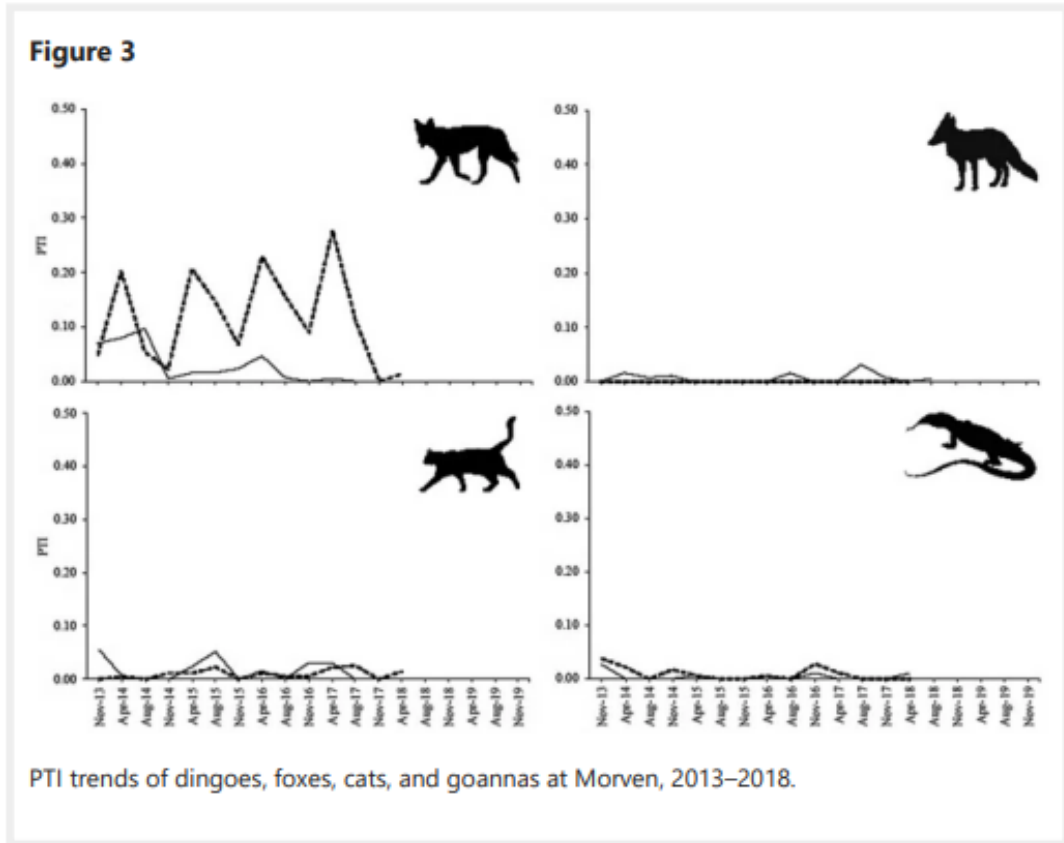 Figure 3
0.50
0.40
0.30
0.20
0.10
0.00
PTI
0.50
0.40
0.30
0.20
0.10
0.00
0.50
0.40
0.30
0.20
0.10
0.00
PTI
Nov-13
Apr-14
Aug-14
Nov-14
Apr-15
Aug-15
Nov-15
Apr-16
Aug-16
Nov-16
Apr-17
Aug-17
Nov-17
Apr-18
Aug-18
Nov-18
Apr-19
Aug-19
Nov-19
0.50
0.40
0.30
0.20
0.10
0.00
Nov-13
Apr-14
Aug-14
Nov-14
Apr-15
Aug-15
Nov-15
Apr-16
Aug-16
Nov-16
Apr-17
Aug-17
Nov-17
Apr-18
Aug-18
Nov-18
Apr-19
Aug-19
Nov-19
PTI trends of dingoes, foxes, cats, and goannas at Morven, 2013–2018.